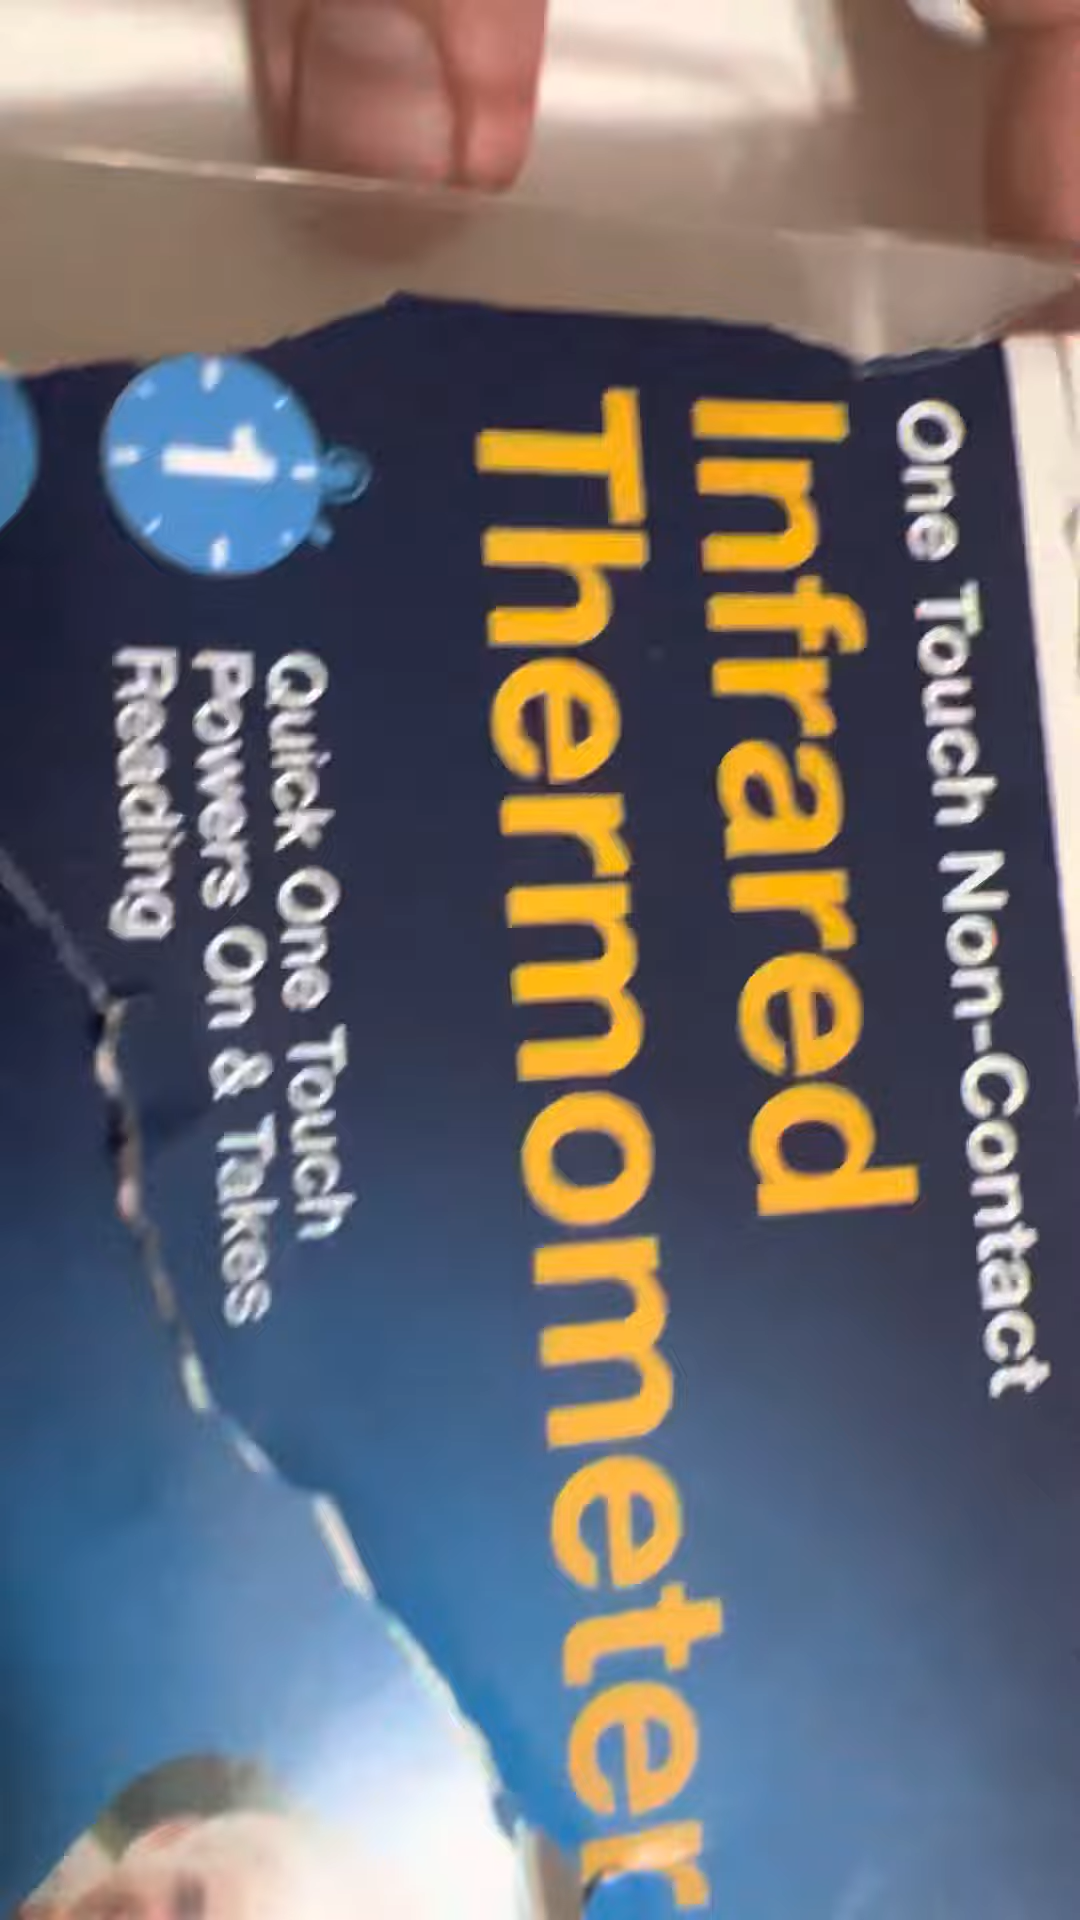 One Touch Non-Contact
Infrared
Thermometer
1
Quick One Touch
Powers On & Takes
Reading